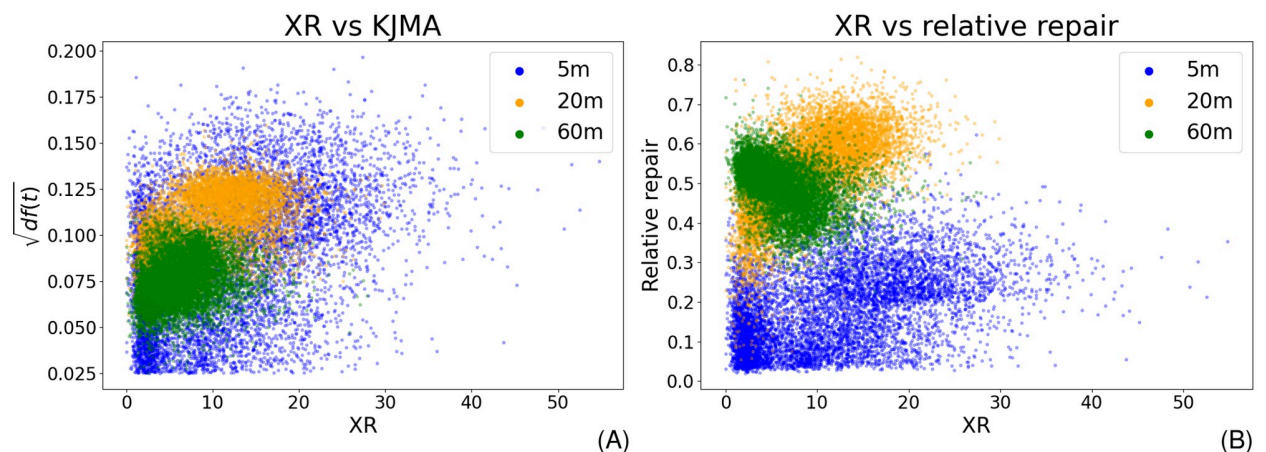 XR vs KJMA
0.200
0.175
0.150
0.125
0.100
0.075
0.050
0.025
√df(t)
5m
20m
60m
0 10 20 30 40 50
XR
(A)
XR vs relative repair
0.8
0.7
0.6
0.5
0.4
0.3
0.2
0.1
0.0
Relative repair
5m
20m
60m
0 10 20 30 40 50
XR
(B)